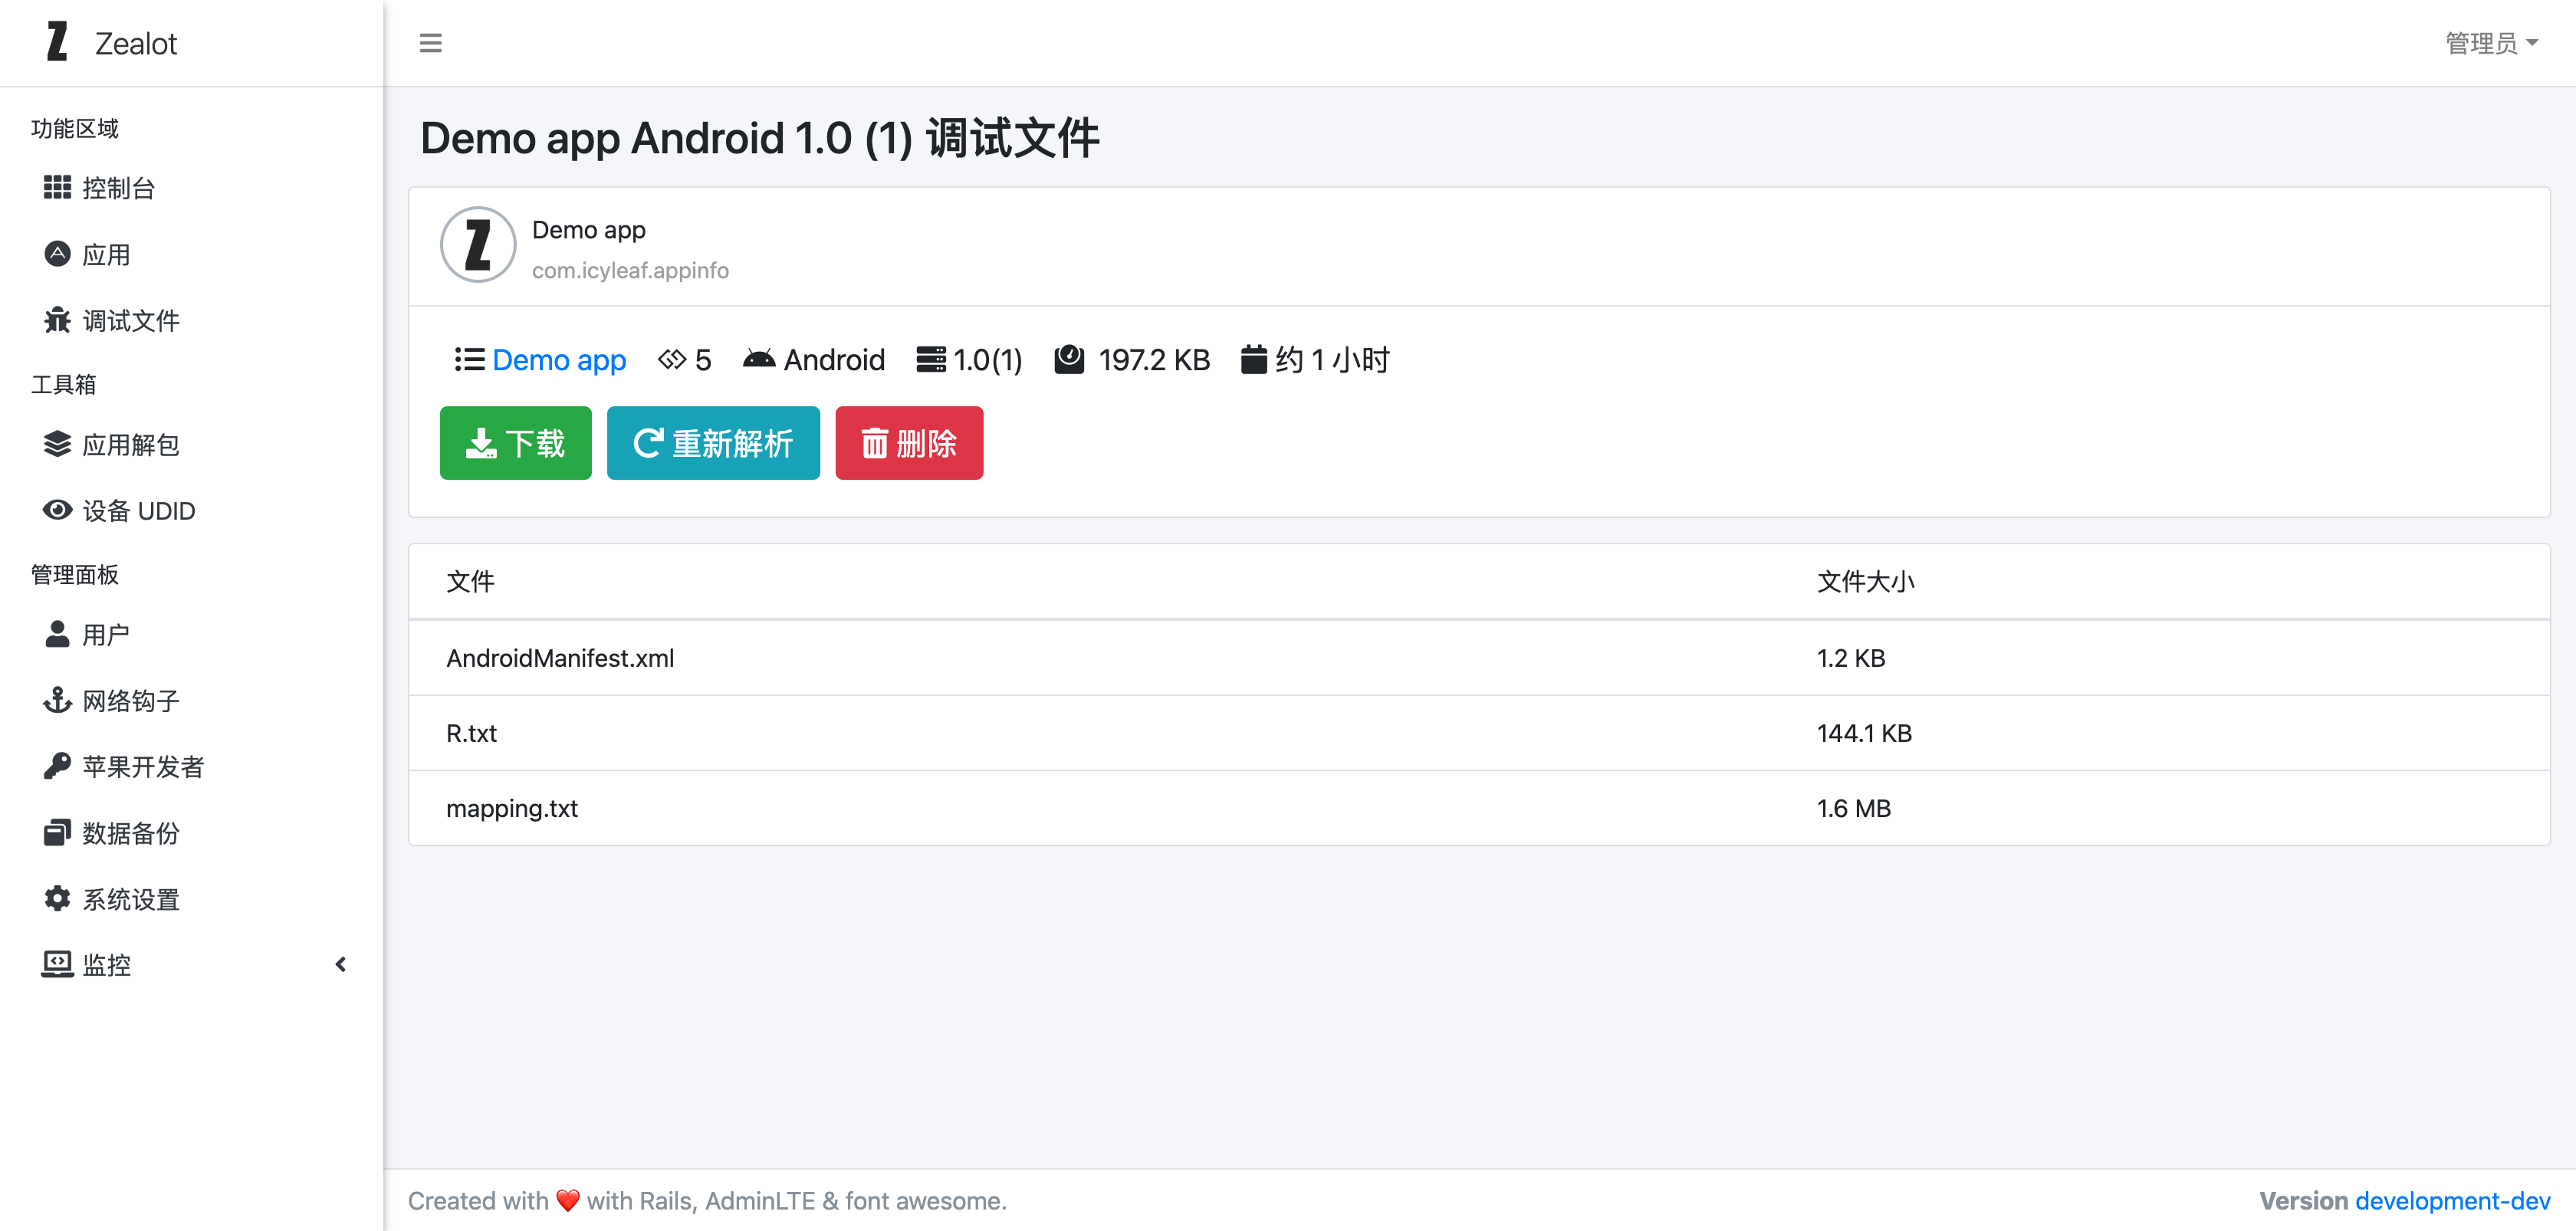 Z Zealot
管理员
功能区域
控制台
应用
调试文件
工具箱
应用解包
设备 UDID
管理面板
用户
网络钩子
苹果开发者
数据备份
系统设置
监控
Demo app Android 1.0 (1) 调试文件
Z
Demo app
com.icyleaf.appinfo
Demo app 5 Android 1.0(1) 197.2 KB 约 1 小时
下载 重新解析 删除
文件 文件大小
AndroidManifest.xml 1.2 KB
R.txt 144.1 KB
mapping.txt 1.6 MB
Created with ❤️ with Rails, AdminLTE & font awesome.
Version development-dev